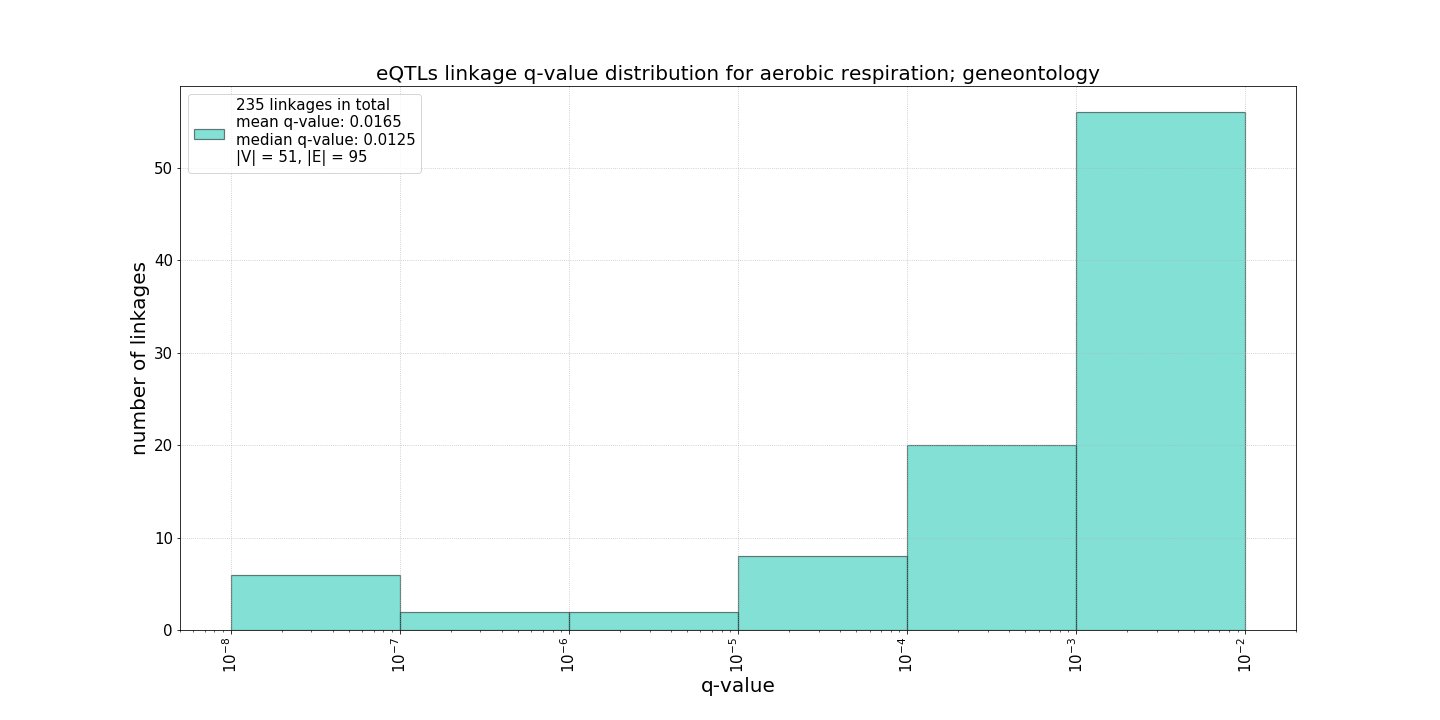 eQTLs linkage q-value distribution for aerobic respiration; geneontology
235 linkages in total
mean q-value: 0.0165
median q-value: 0.0125
|V| = 51, |E| = 95
number of linkages
50
40
30
20
10
0
10⁻⁸
10⁻⁷
10⁻⁶
10⁻⁵
10⁻⁴
10⁻³
10⁻²
q-value